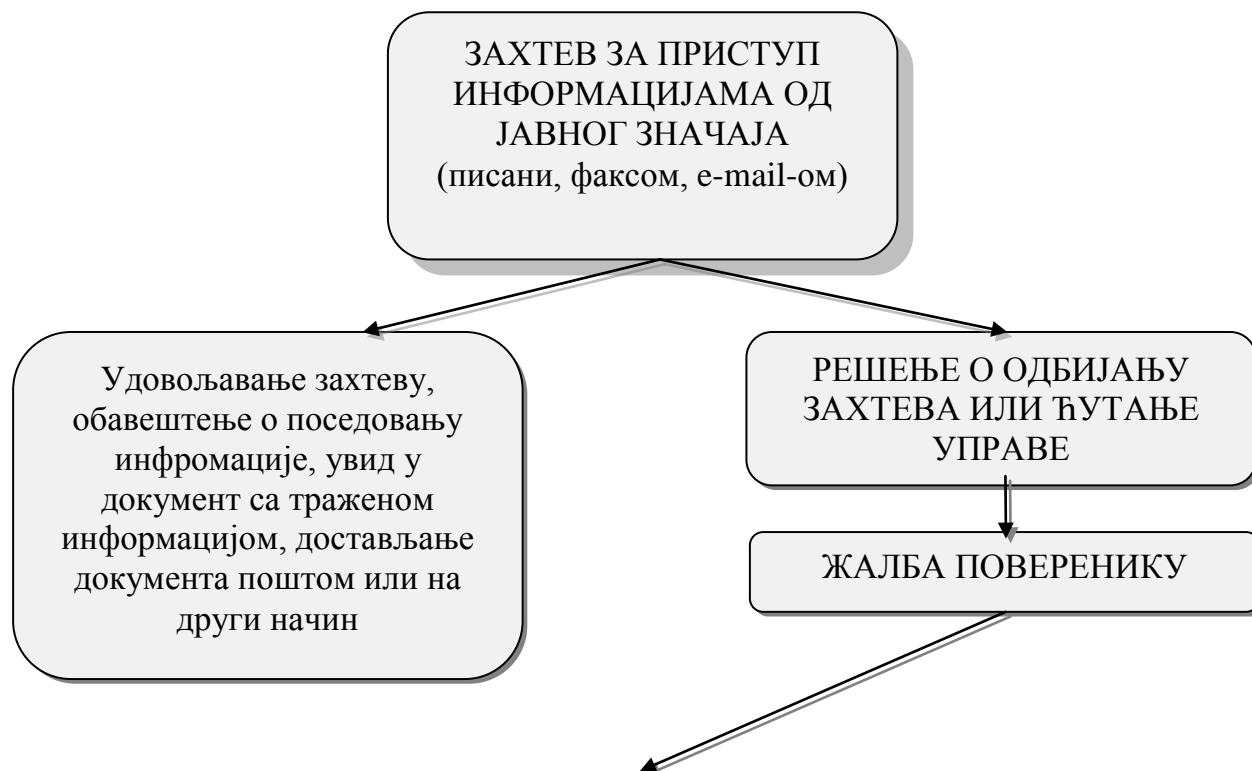 ЗАХТЕВ ЗА ПРИСТУП
ИНФОРМАЦИЈАМА ОД
ЈАВНОГ ЗНАЧАЈА
(писани, факсом, e-mail-ом)
Удовољавање захтеву,
обавештење о поседовању
инфромације, увид у
документ са траженом
информацијом, достављање
документа поштом или на
други начин
РЕШЕЊЕ О ОДБИЈАЊУ
ЗАХТЕВА ИЛИ ЋУТАЊЕ
УПРАВЕ
ЖАЛБА ПОВЕРЕНИКУ